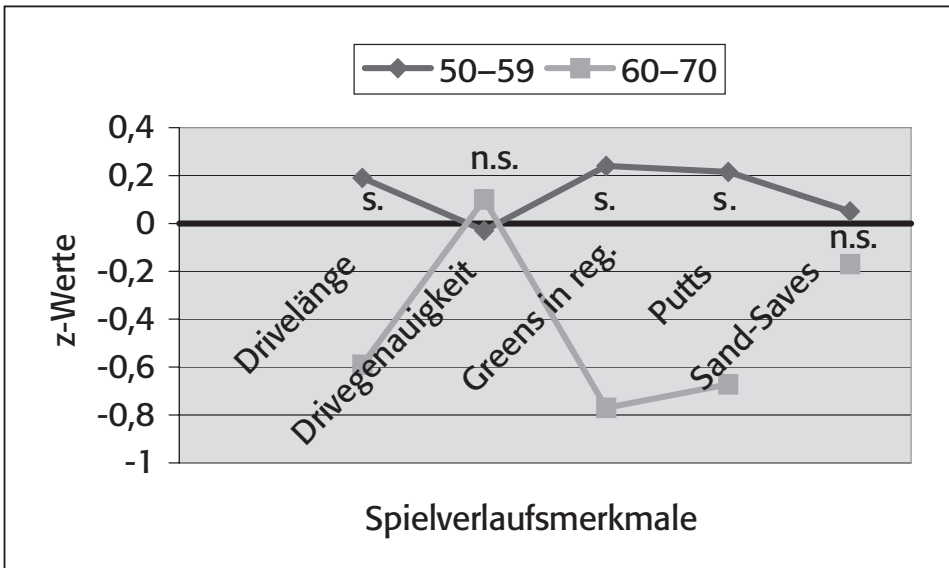 50–59 60–70
0,4
0,2
0
-0,2
-0,4
-0,6
-0,8
-1
z-Werte
s.
n.s.
s.
s.
n.s.
Drivelänge
Drivegenauigkeit
Greens in reg.
Putts
Sand-Saves
Spielverlaufsmerkmale